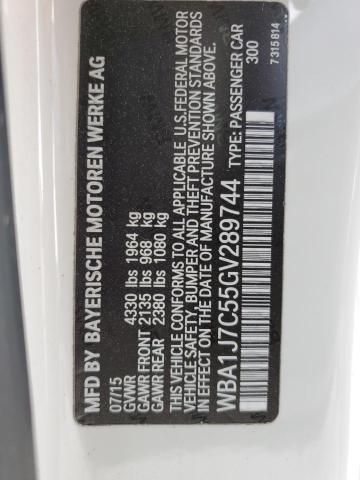 MFD BY BAYERISCHE MOTOREN WERKE AG
07/15
GVWR 4330 lbs 1964 kg
GAWR FRONT 2135 lbs 968 kg
GAWR REAR 2380 lbs 1080 kg
THIS VEHICLE CONFORMS TO ALL APPLICABLE U.S.FEDERAL MOTOR
VEHICLE SAFETY, BUMPER AND THEFT PREVENTION STANDARDS
IN EFFECT ON THE DATE OF MANUFACTURE SHOWN ABOVE.
WBA1J7C55GV289744 TYPE: PASSENGER CAR
300
7315814